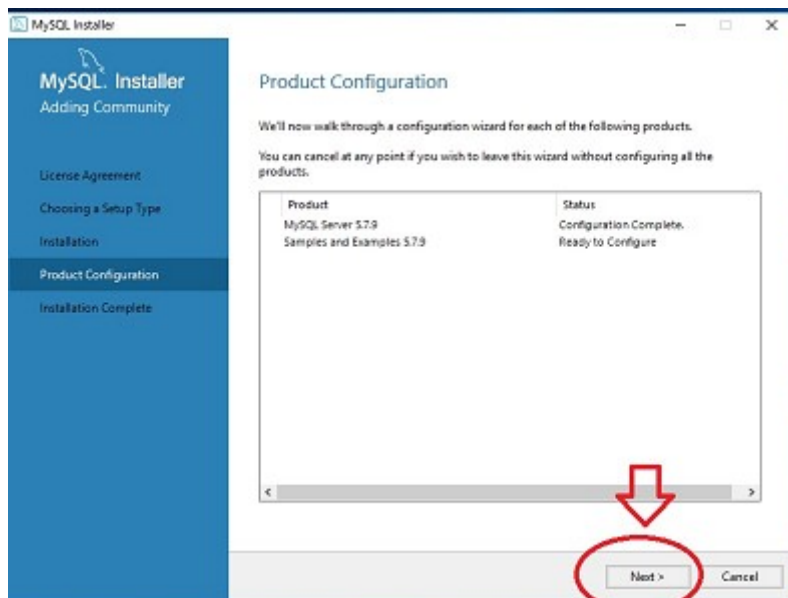 MySQL Installer
MySQL. Installer
Adding Community
License Agreement
Choosing a Setup Type
Installation
Product Configuration
Installation Complete
Product Configuration
We'll now walk through a configuration wizard for each of the following products.
You can cancel at any point if you wish to leave this wizard without configuring all the
products.
Product Status
MySQL Server 5.7.9 Configuration Complete.
Samples and Examples 5.7.9 Ready to Configure
Next > Cancel